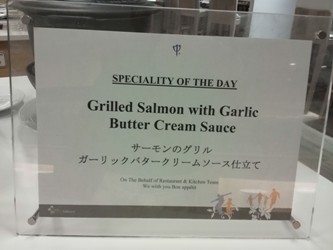 SPECIALITY OF THE DAY
Grilled Salmon with Garlic
Butter Cream Sauce
サーモンのグリル
ガーリックバタークリームソース仕立て
On The Behalf of Restaurant & Kitchen Team
We wish you Bon appetit